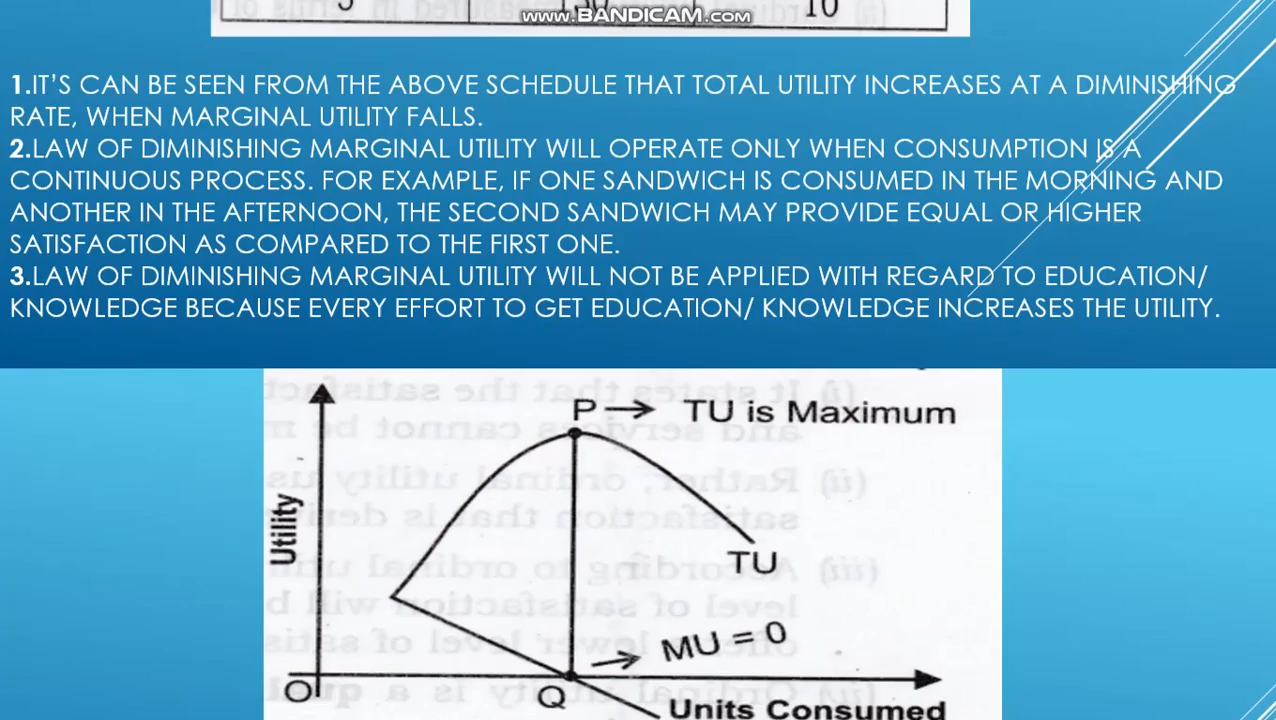 5 150 10
www.BANDICAM.com
1.IT'S CAN BE SEEN FROM THE ABOVE SCHEDULE THAT TOTAL UTILITY INCREASES AT A DIMINISHING
RATE, WHEN MARGINAL UTILITY FALLS.
2.LAW OF DIMINISHING MARGINAL UTILITY WILL OPERATE ONLY WHEN CONSUMPTION IS A
CONTINUOUS PROCESS. FOR EXAMPLE, IF ONE SANDWICH IS CONSUMED IN THE MORNING AND
ANOTHER IN THE AFTERNOON, THE SECOND SANDWICH MAY PROVIDE EQUAL OR HIGHER
SATISFACTION AS COMPARED TO THE FIRST ONE.
3.LAW OF DIMINISHING MARGINAL UTILITY WILL NOT BE APPLIED WITH REGARD TO EDUCATION/
KNOWLEDGE BECAUSE EVERY EFFORT TO GET EDUCATION/ KNOWLEDGE INCREASES THE UTILITY.
P → TU is Maximum
Utility
TU
→ MU = 0
O
Q
Units Consumed